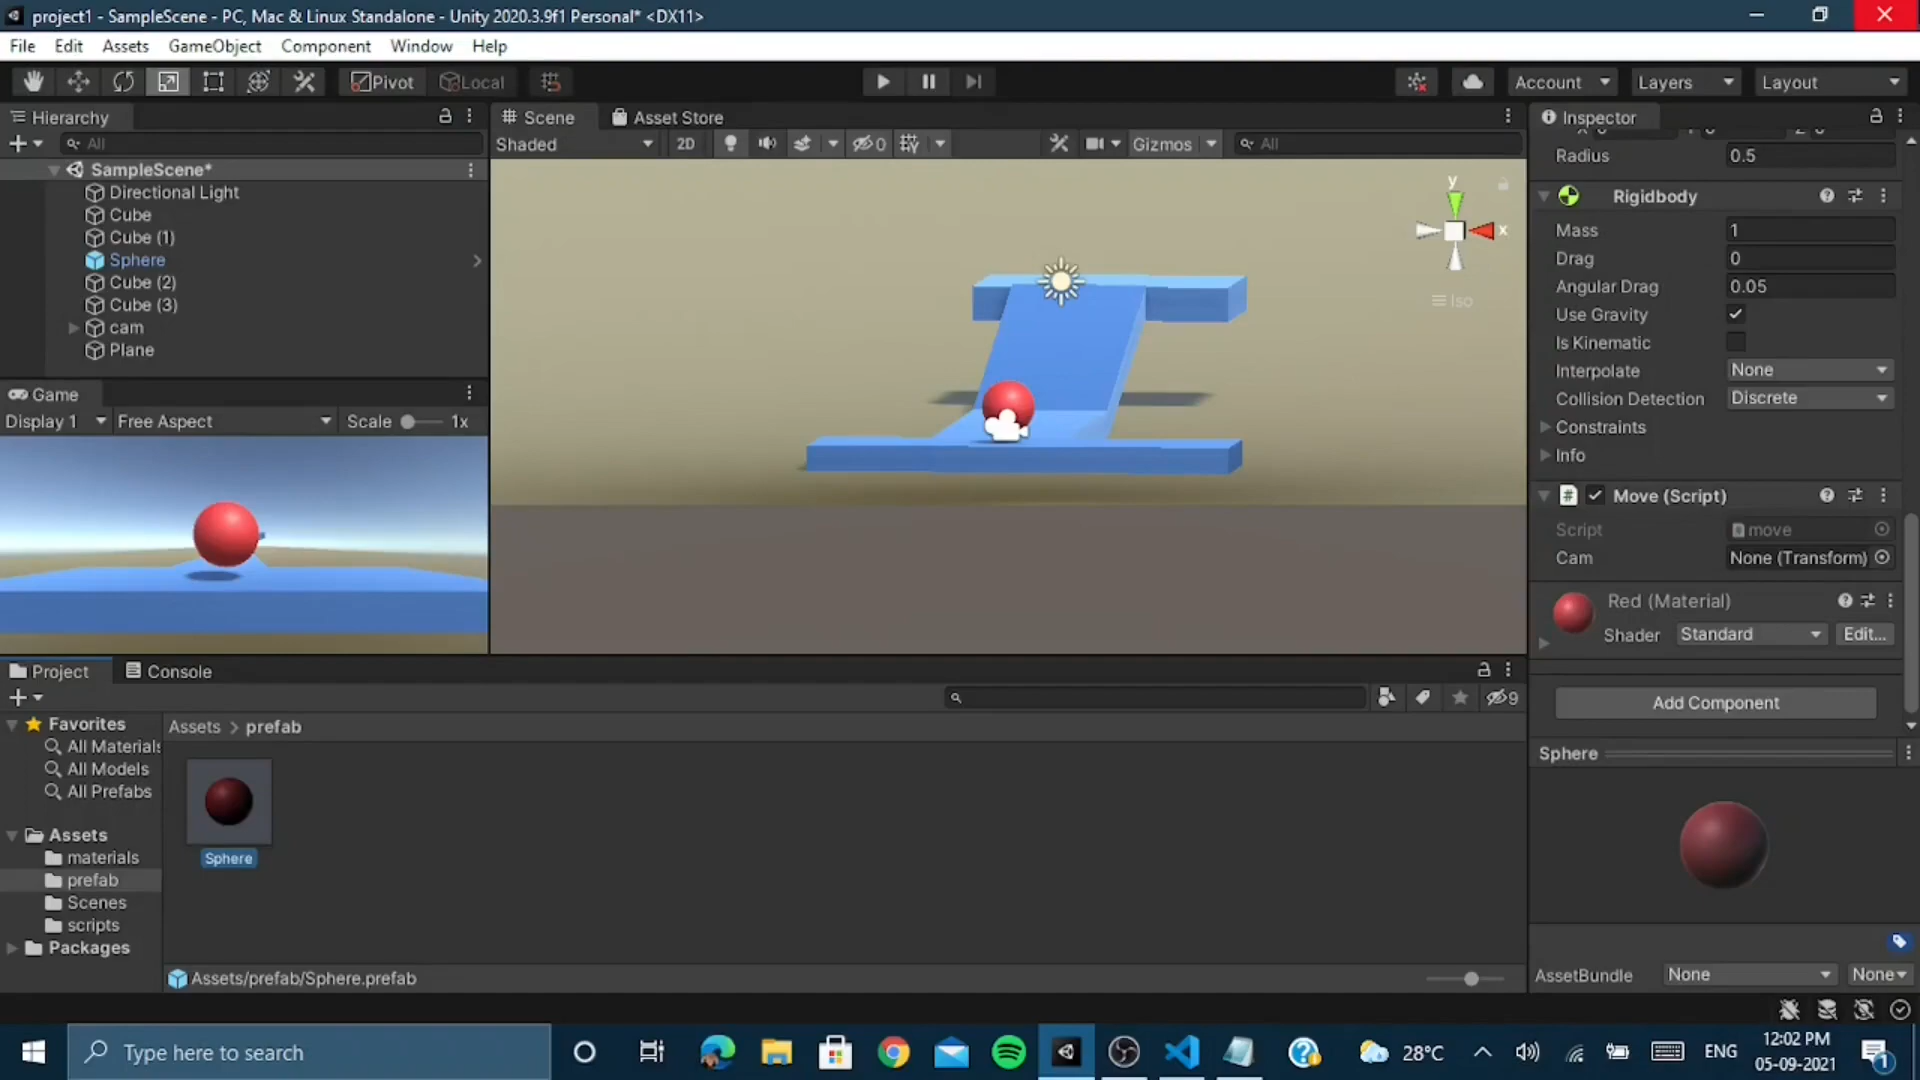 project1 - SampleScene - PC, Mac & Linux Standalone - Unity 2020.3.9f1 Personal* <DX11>
File Edit Assets GameObject Component Window Help
Pivot Local Account Layers Layout
Hierarchy
All
SampleScene*
Directional Light
Cube
Cube (1)
Sphere
Cube (2)
Cube (3)
cam
Plane
Scene Asset Store
Shaded 2D 0 Gizmos All
y
x
Iso
Game
Display 1 Free Aspect Scale 1x
Inspector
Radius 0.5
Rigidbody
Mass 1
Drag 0
Angular Drag 0.05
Use Gravity
Is Kinematic
Interpolate None
Collision Detection Discrete
Constraints
Info
# Move (Script)
Script move
Cam None (Transform)
Red (Material)
Shader Standard Edit...
Add Component
Sphere
AssetBundle None None
Project Console
9
Favorites
All Materials
All Models
All Prefabs
Assets
materials
prefab
Scenes
scripts
Packages
Assets > prefab
Sphere
Assets/prefab/Sphere.prefab
Type here to search
28°C ENG
12:02 PM
05-09-2021
1